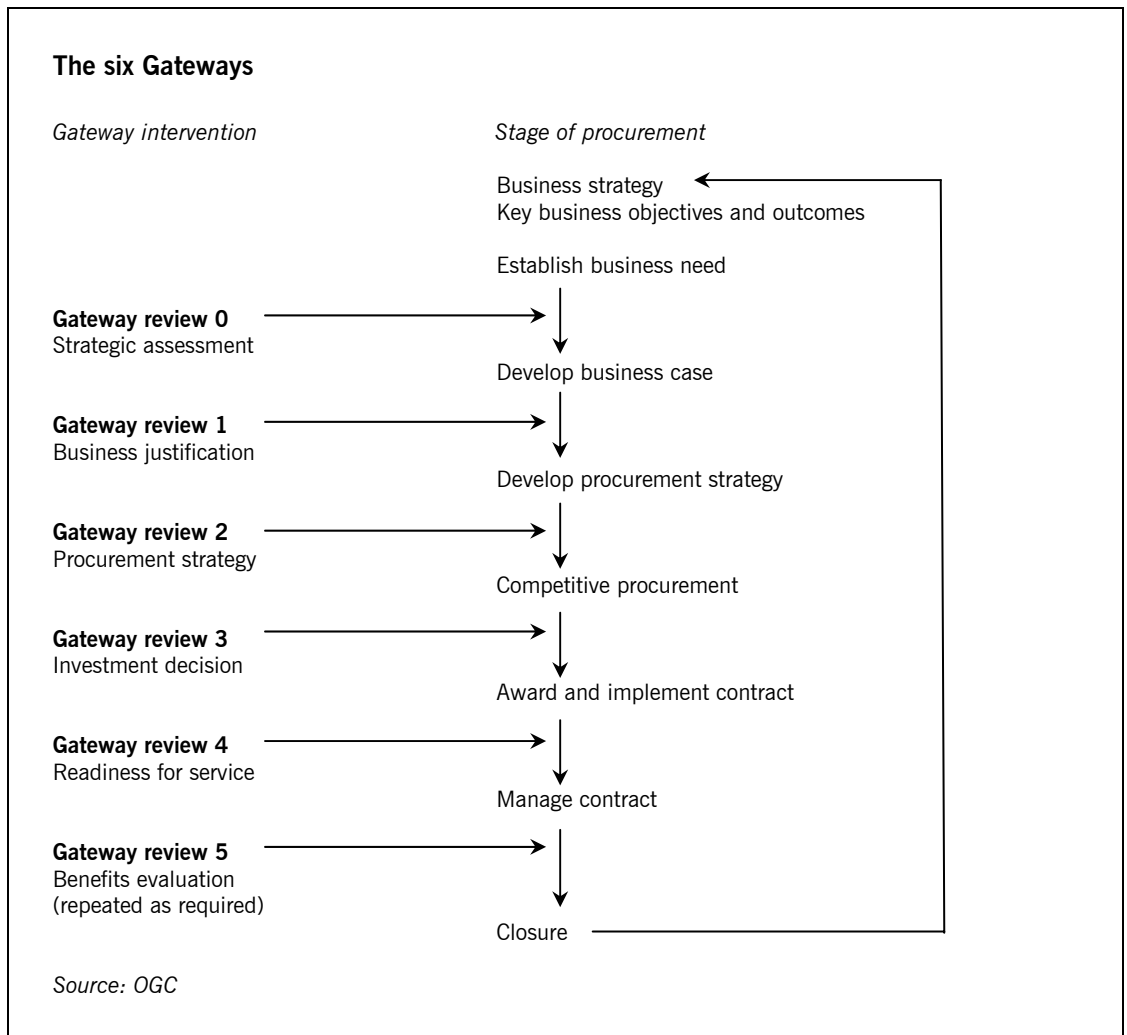 The six Gateways
Gateway intervention
Stage of procurement
Business strategy
Key business objectives and outcomes
Establish business need
Gateway review 0
Strategic assessment
Develop business case
Gateway review 1
Business justification
Develop procurement strategy
Gateway review 2
Procurement strategy
Competitive procurement
Gateway review 3
Investment decision
Award and implement contract
Gateway review 4
Readiness for service
Manage contract
Gateway review 5
Benefits evaluation
(repeated as required)
Closure
Source: OGC